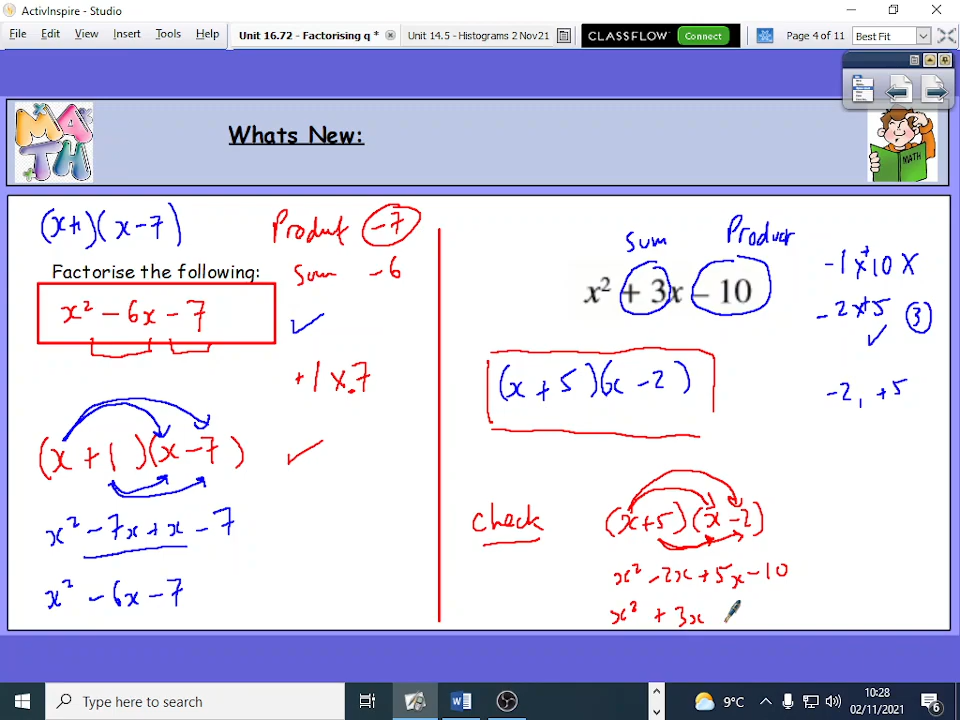 ActivInspire - Studio
File Edit View Insert Tools Help
Unit 16.72 - Factorising q *
Unit 14.5 - Histograms 2 Nov21
CLASSFLOW Connect
Page 4 of 11
Best Fit
MATH
Whats New:
MATH
(x+1)(x-7)
Product -7
Factorise the following:
Sum -6
x² - 6x - 7
+1 x -7
(x + 1)(x - 7)
x² - 7x + x - 7
x² - 6x - 7
Sum Product
x² + 3x - 10
-1 x +10 X
-2 x +5 (3)
(x + 5)(x - 2)
-2, +5
check
(x+5)(x-2)
x² - 2x + 5x - 10
x² + 3x
Type here to search
9°C
10:28
02/11/2021
6